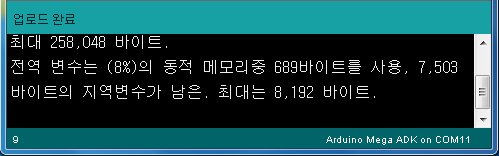 업로드 완료
최대 258,048 바이트.
전역 변수는 (8%)의 동적 메모리중 689바이트를 사용, 7,503
바이트의 지역변수가 남은. 최대는 8,192 바이트.
9 Arduino Mega ADK on COM11